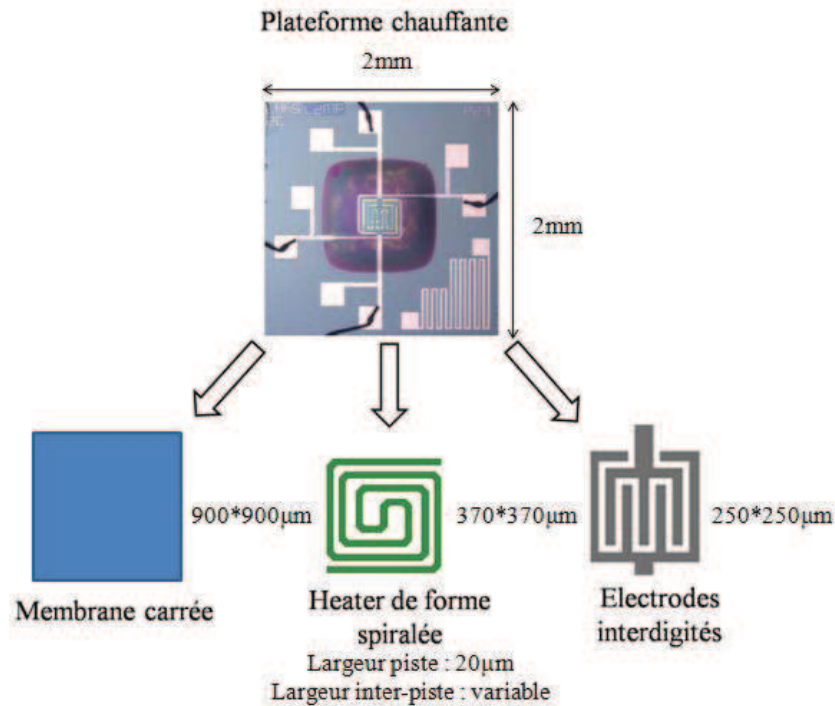 Plateforme chauffante
2mm
2mm
900*900µm
370*370µm
250*250µm
Membrane carrée
Heater de forme
spiralée
Largeur piste : 20µm
Largeur inter-piste : variable
Electrodes
interdigités